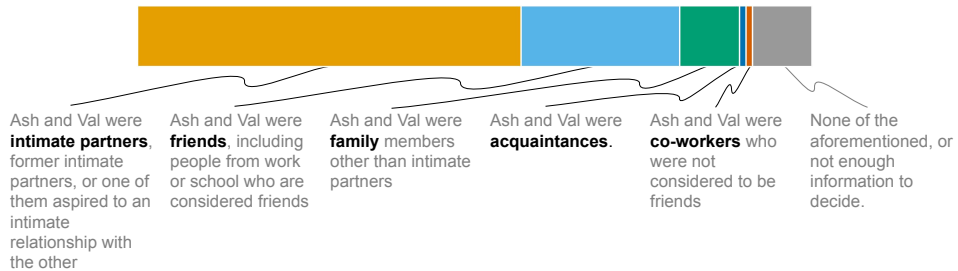 Ash and Val were
intimate partners,
former intimate
partners, or one of
them aspired to an
intimate
relationship with
the other
Ash and Val were
friends, including
people from work
or school who are
considered friends
Ash and Val were
family members
other than intimate
partners
Ash and Val were
acquaintances.
Ash and Val were
co-workers who
were not
considered to be
friends
None of the
aforementioned, or
not enough
information to
decide.